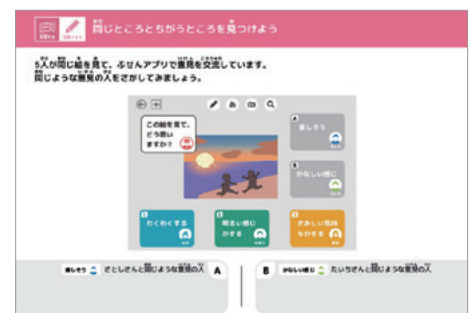 同じところとちがうところを見つけよう
5人が同じ絵を見て、ふせんアプリで意見を交流しています。
同じような意見の人をさがしてみましょう。
この絵を見て、
どう思い
ますか？
A
楽しそう
B
かなしい感じ
わくわくする
明るい感じ
がする
さみしい気持
ちがする
楽しそう さとしさんと同じような意見の人 A
B かなしい感じ たいちさんと同じような意見の人